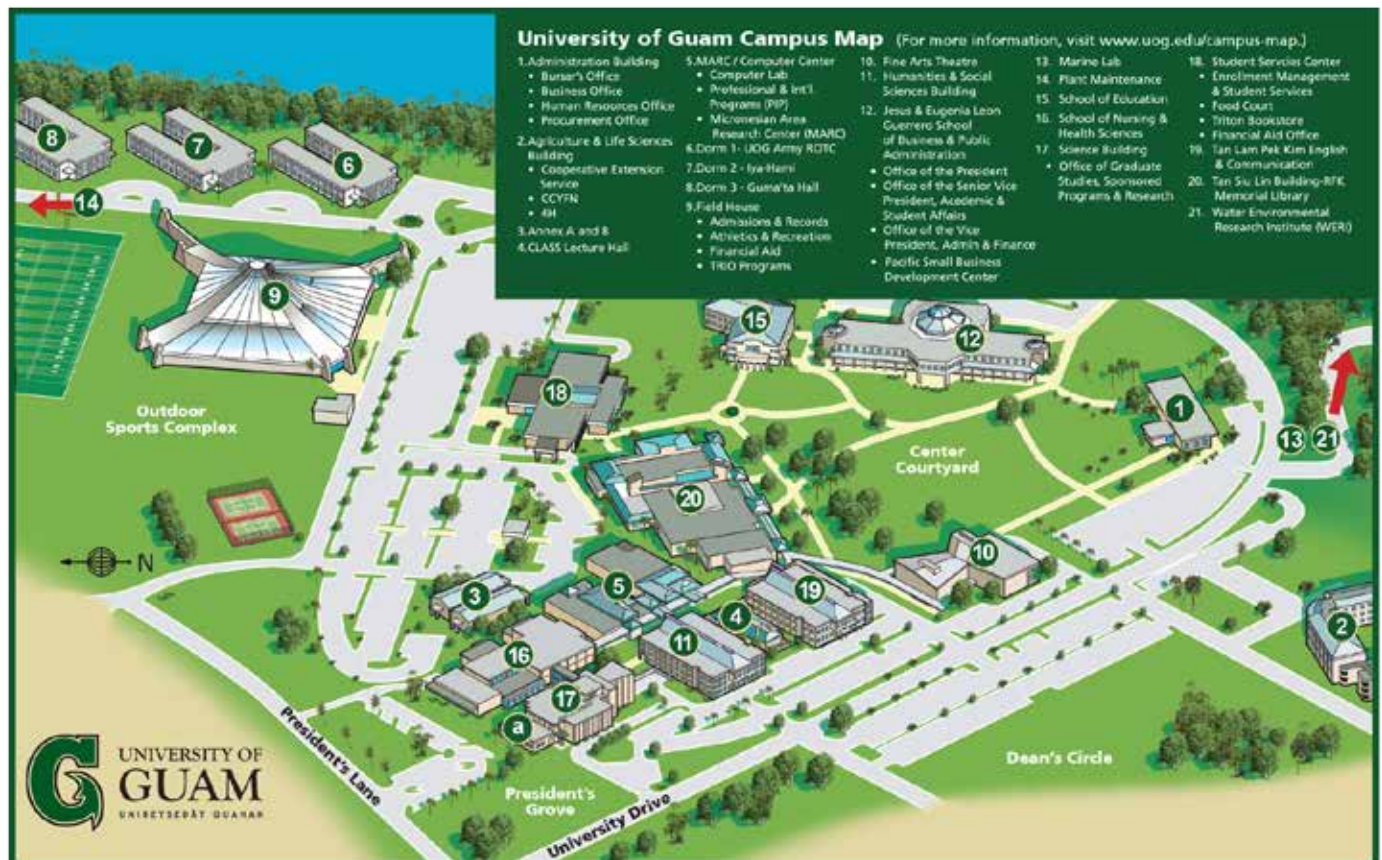 University of Guam Campus Map (For more information, visit www.uog.edu/campus-map.)
1.Administration Building
• Bursar's Office
• Business Office
• Human Resources Office
• Procurement Office
2.Agriculture & Life Sciences
Building
• Cooperative Extension
Service
• CCYFN
• 4H
3.Annex A and B
4.CLASS Lecture Hall
5.MARC / Computer Center
• Computer Lab
• Professional & Int'l
Programs (PIP)
• Micronesian Area
Research Center (MARC)
6.Dorm 1- UOG Army ROTC
7.Dorm 2 - Iya-Hami
8.Dorm 3 - Guma'ta Hall
9.Field House
• Admissions & Records
• Athletics & Recreation
• Financial Aid
• TRIO Programs
10. Fine Arts Theatre
11. Humanities & Social
Sciences Building
12. Jesus & Eugenia Leon
Guerrero School
of Business & Public
Administration
• Office of the President
• Office of the Senior Vice
President, Academic &
Student Affairs
• Office of the Vice
President, Admin & Finance
• Pacific Small Business
Development Center
13. Marine Lab
14. Plant Maintenance
15. School of Education
16. School of Nursing &
Health Sciences
17. Science Building
• Office of Graduate
Studies, Sponsored
Programs & Research
18. Student Services Center
• Enrollment Management
& Student Services
• Food Court
• Triton Bookstore
• Financial Aid Office
19. Tan Lam Pek Kim English
& Communication
20. Tan Siu Lin Building-RFK
Memorial Library
21. Water Environmental
Research Institute (WERI)
8
7
6
14
9
15
12
18
1
Outdoor
Sports Complex
13 21
Center
Courtyard
20
10
N
3
5
19
4
2
11
16
17
a
President's Lane
Dean's Circle
President's
Grove
University Drive
G
UNIVERSITY OF
GUAM
UNIBETSEDÅT GUAHAN